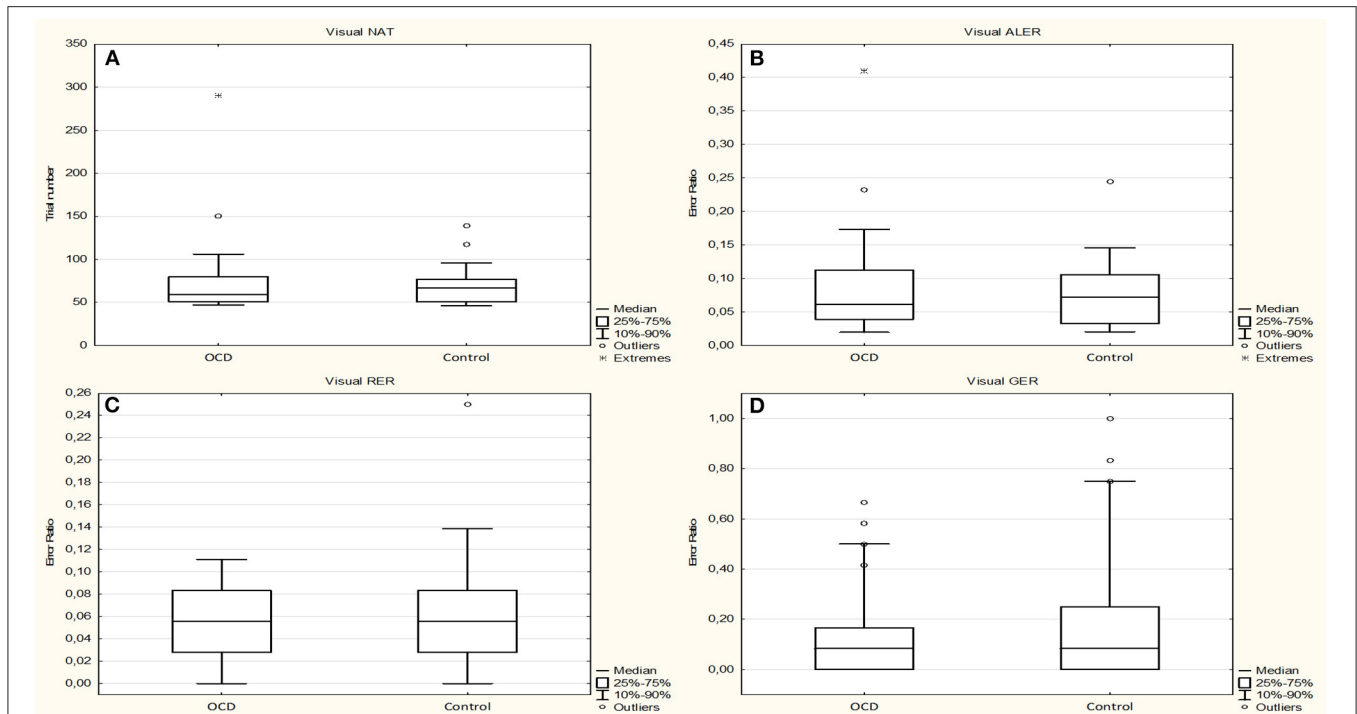 Visual NAT
A
350
300
250
200
150
100
50
0
Trial number
OCD Control
Median
25%-75%
10%-90%
Outliers
Extremes
Visual ALER
B
0,45
0,40
0,35
0,30
0,25
0,20
0,15
0,10
0,05
0,00
Error Ratio
OCD Control
Median
25%-75%
10%-90%
Outliers
Extremes
Visual RER
C
0,26
0,24
0,22
0,20
0,18
0,16
0,14
0,12
0,10
0,08
0,06
0,04
0,02
0,00
Error Ratio
OCD Control
Median
25%-75%
10%-90%
Outliers
Visual GER
D
1,00
0,80
0,60
0,40
0,20
0,00
Error Ratio
OCD Control
Median
25%-75%
10%-90%
Outliers